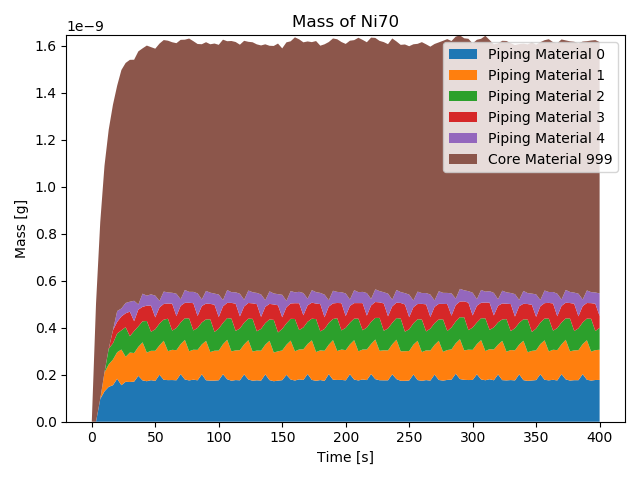 Mass of Ni70
1e−9
1.6
1.4
1.2
1.0
0.8
0.6
0.4
0.2
0.0
Mass [g]
Piping Material 0
Piping Material 1
Piping Material 2
Piping Material 3
Piping Material 4
Core Material 999
0 50 100 150 200 250 300 350 400
Time [s]